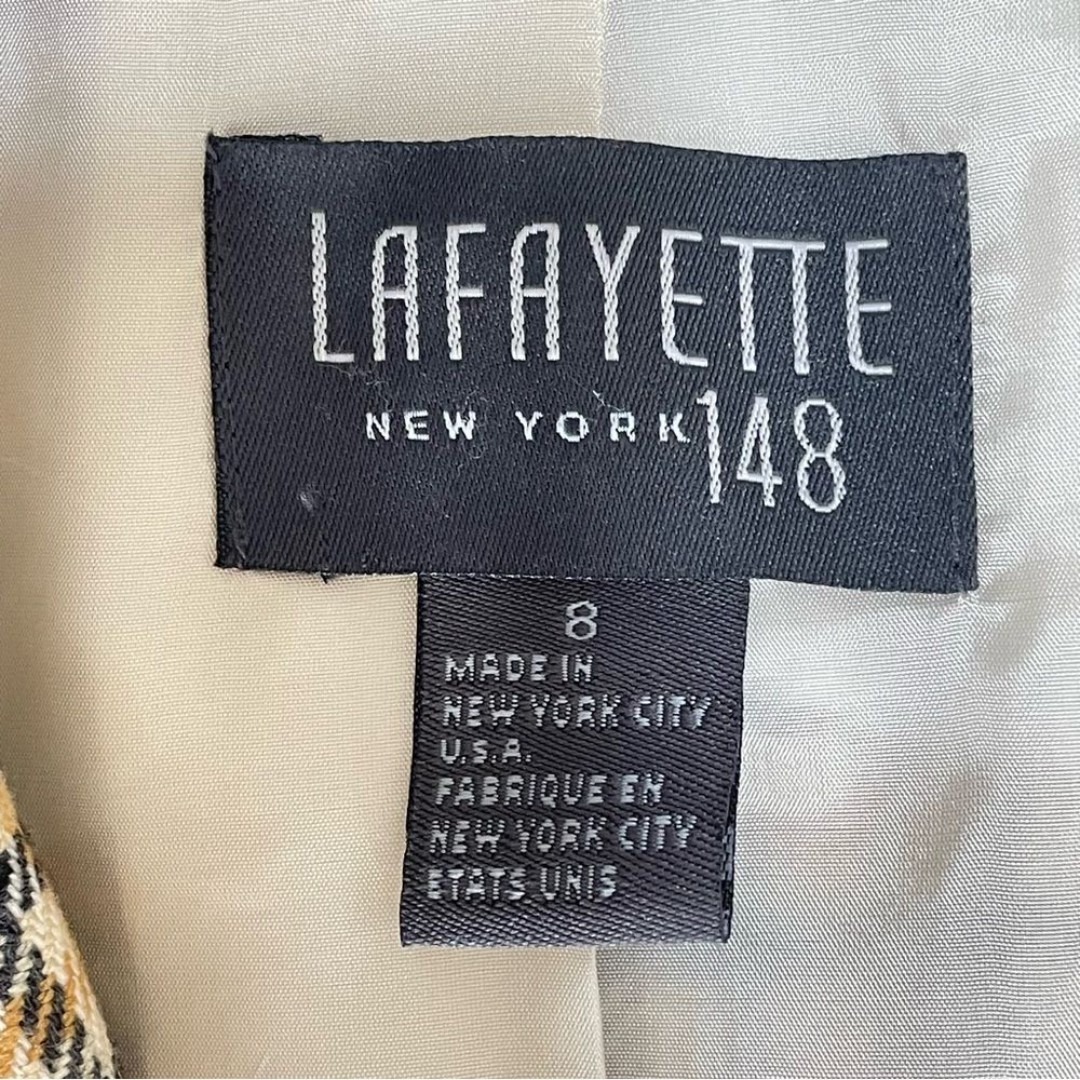 LAFAYETTE
NEW YORK 148
8
MADE IN
NEW YORK CITY
U.S.A.
FABRIQUE EN
NEW YORK CITY
ETATS UNIS